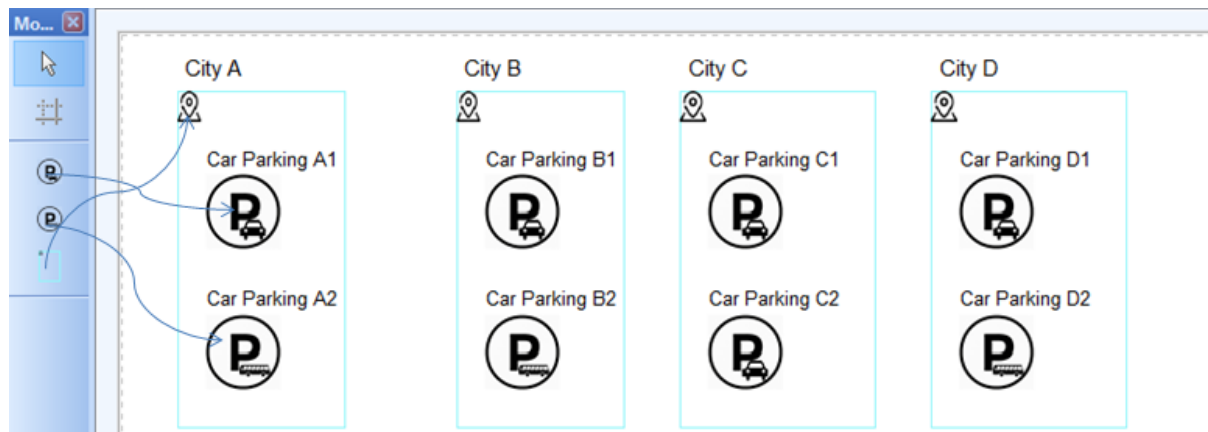 Mo...
City A
City B
City C
City D
Car Parking A1
Car Parking B1
Car Parking C1
Car Parking D1
P
P
P
P
P
P
Car Parking A2
Car Parking B2
Car Parking C2
Car Parking D2
P
P
P
P